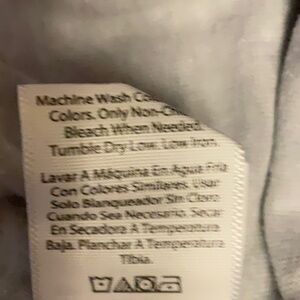 Machine Wash
Colors. Only Non-
Bleach When Needed.
Tumble Dry Low. Low Iron.
Lavar A Máquina En Agua Fría
Con Colores Similares. Usar
Solo Blanqueador Sin Cloro
Cuando Sea Necesario. Secar
En Secadora A Temperatura
Baja. Planchar A Temperatura
Tibia.